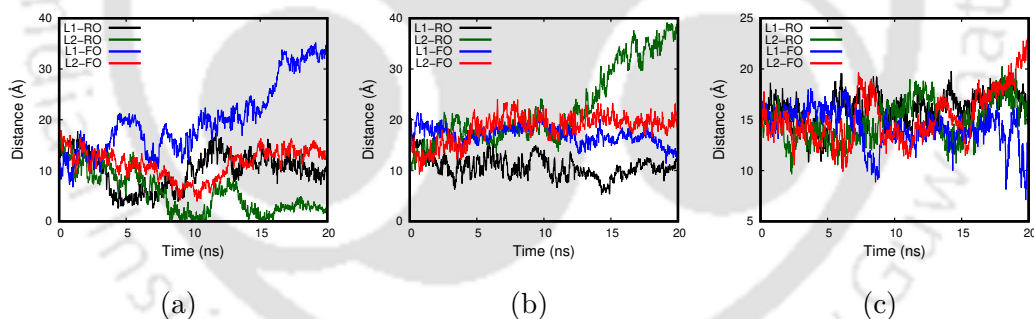 40
30
20
10
0
0 5 10 15 20
Distance (Å)
Time (ns)
L1-RO
L2-RO
L1-FO
L2-FO
(a)
40
30
20
10
0
0 5 10 15 20
Distance (Å)
Time (ns)
L1-RO
L2-RO
L1-FO
L2-FO
(b)
25
20
15
10
5
0 5 10 15 20
Distance (Å)
Time (ns)
L1-RO
L2-RO
L1-FO
L2-FO
(c)